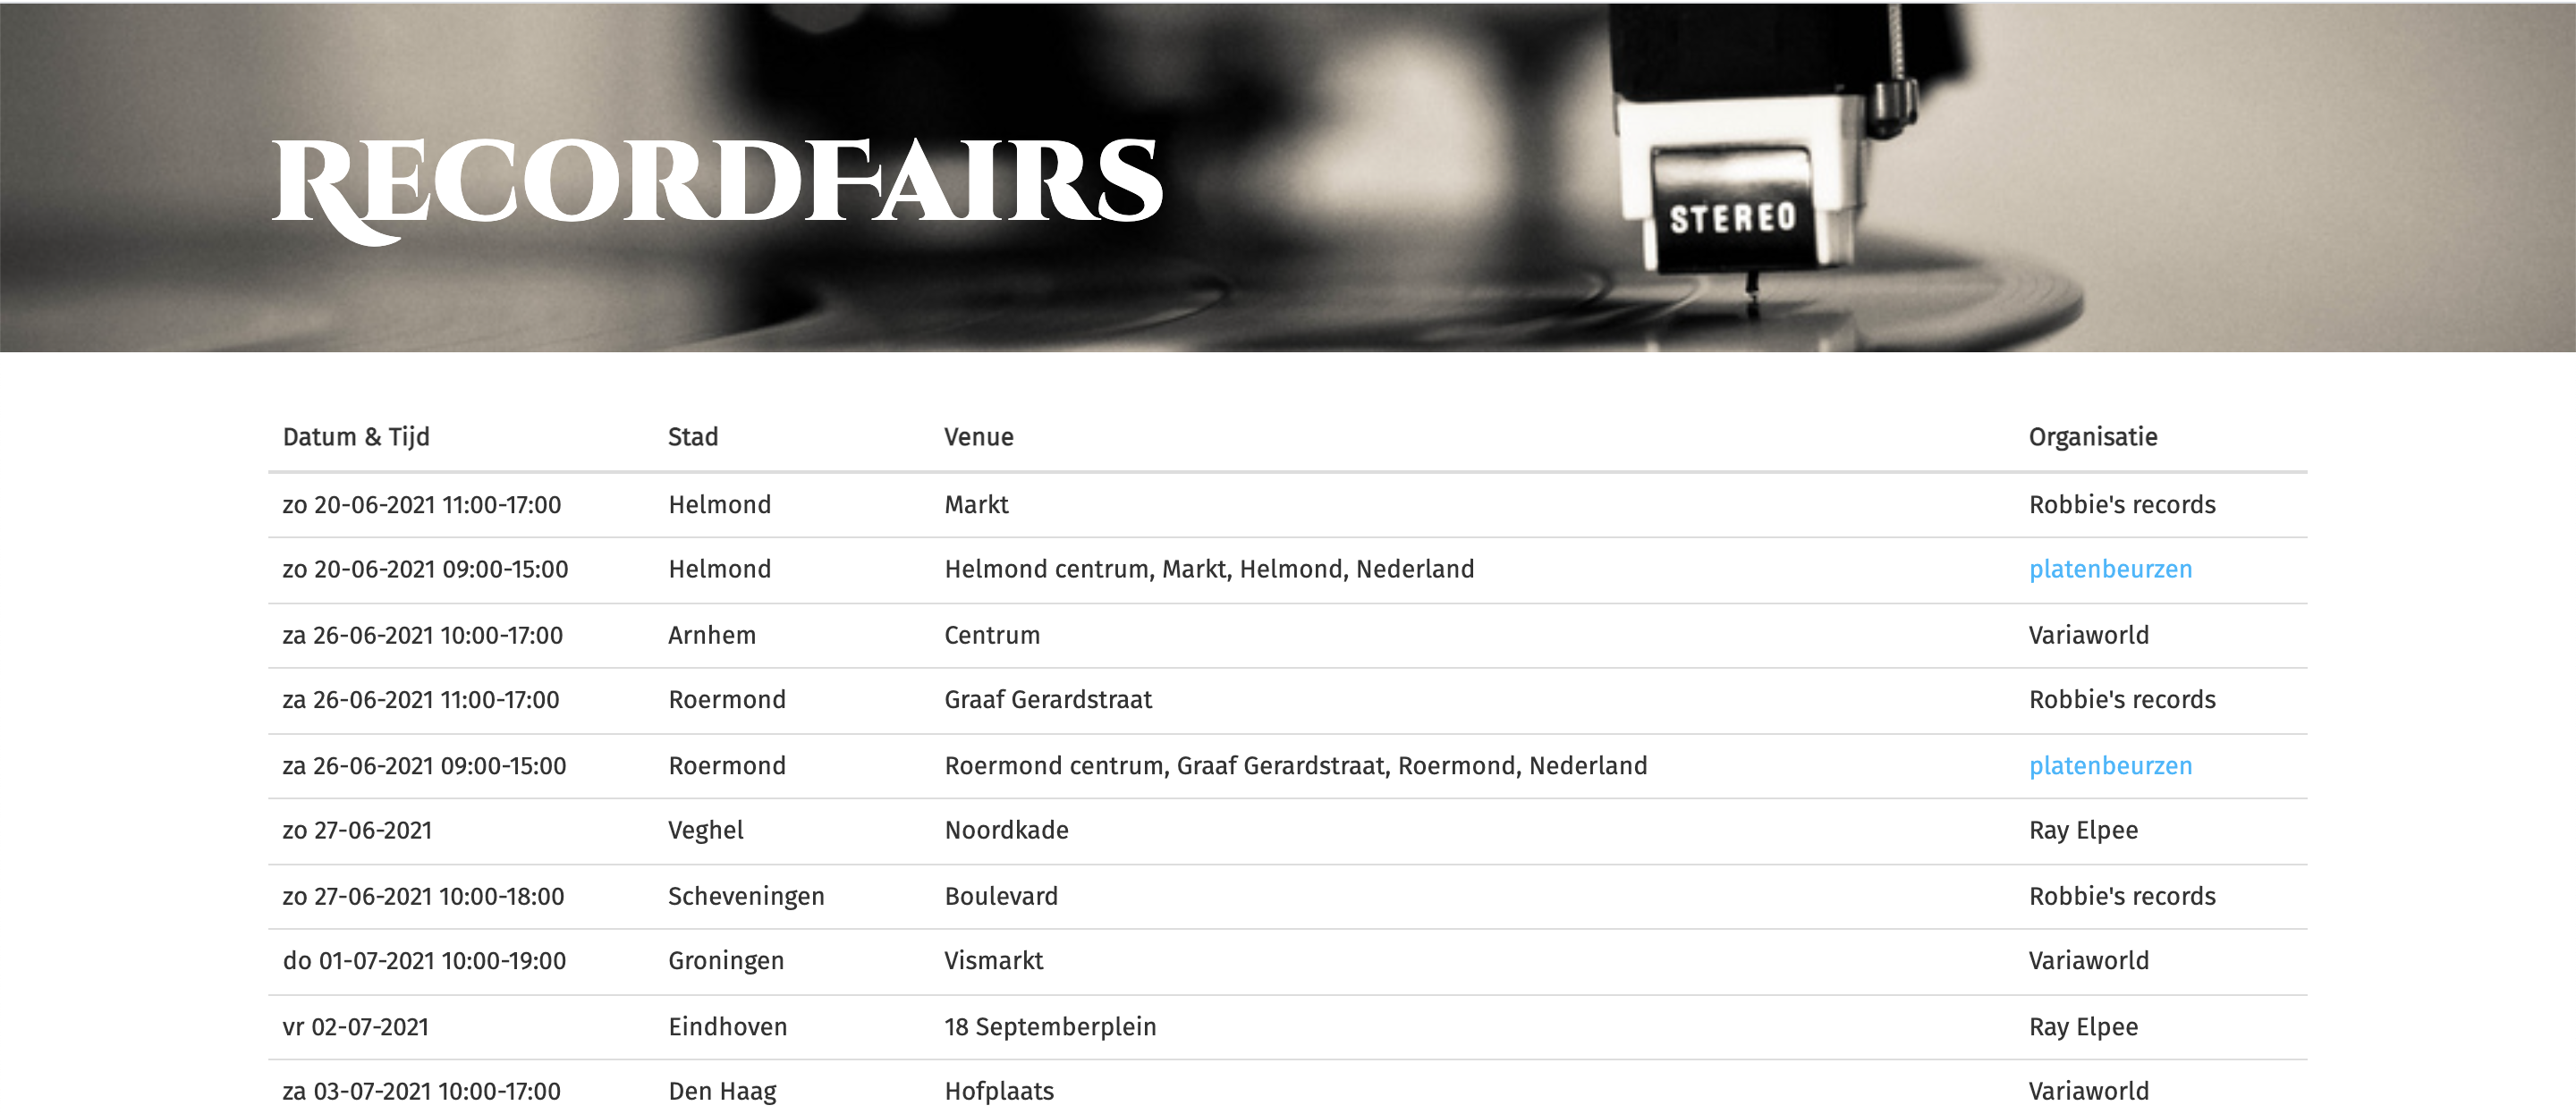 RECORDFAIRS
STEREO
Datum & Tijd Stad Venue Organisatie
zo 20-06-2021 11:00-17:00 Helmond Markt Robbie's records
zo 20-06-2021 09:00-15:00 Helmond Helmond centrum, Markt, Helmond, Nederland platenbeurzen
za 26-06-2021 10:00-17:00 Arnhem Centrum Variaworld
za 26-06-2021 11:00-17:00 Roermond Graaf Gerardstraat Robbie's records
za 26-06-2021 09:00-15:00 Roermond Roermond centrum, Graaf Gerardstraat, Roermond, Nederland platenbeurzen
zo 27-06-2021 Veghel Noordkade Ray Elpee
zo 27-06-2021 10:00-18:00 Scheveningen Boulevard Robbie's records
do 01-07-2021 10:00-19:00 Groningen Vismarkt Variaworld
vr 02-07-2021 Eindhoven 18 Septemberplein Ray Elpee
za 03-07-2021 10:00-17:00 Den Haag Hofplaats Variaworld